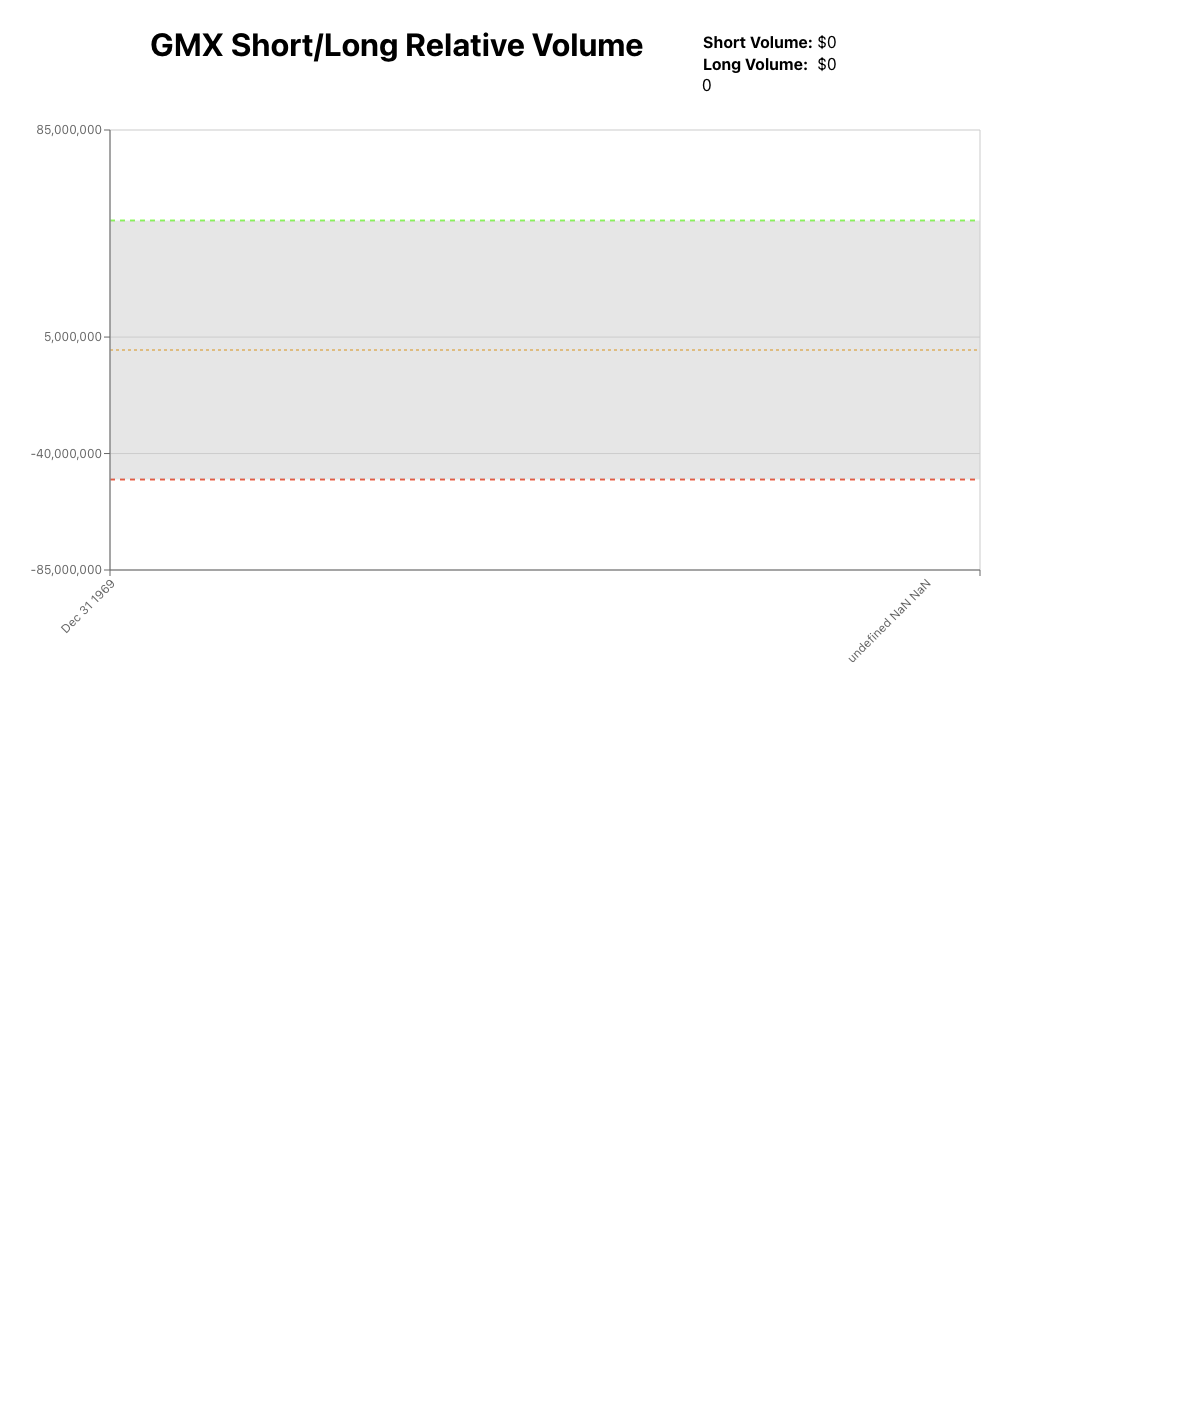 GMX Short/Long Relative Volume
Short Volume: $0
Long Volume: $0
0
85,000,000
5,000,000
-40,000,000
-85,000,000
Dec 31 1969
undefined NaN NaN